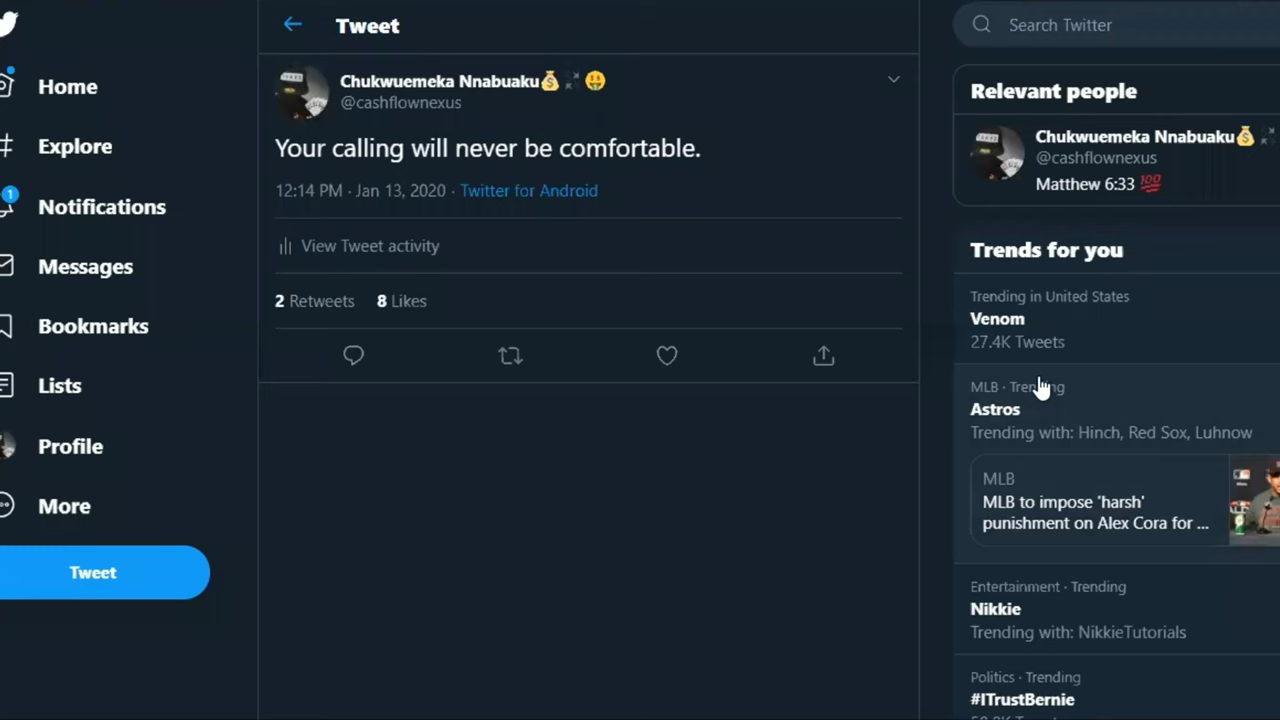 Home
Explore
1
Notifications
Messages
Bookmarks
Lists
Profile
More
Tweet
Tweet
Chukwuemeka Nnabuaku💰 🤑
@cashflownexus
Your calling will never be comfortable.
12:14 PM · Jan 13, 2020 · Twitter for Android
View Tweet activity
2 Retweets 8 Likes
Search Twitter
Relevant people
Chukwuemeka Nnabuaku💰
@cashflownexus
Matthew 6:33 💯
Trends for you
Trending in United States
Venom
27.4K Tweets
MLB · Trending
Astros
Trending with: Hinch, Red Sox, Luhnow
MLB
MLB to impose 'harsh'
punishment on Alex Cora for ...
Entertainment · Trending
Nikkie
Trending with: NikkieTutorials
Politics · Trending
#ITrustBernie